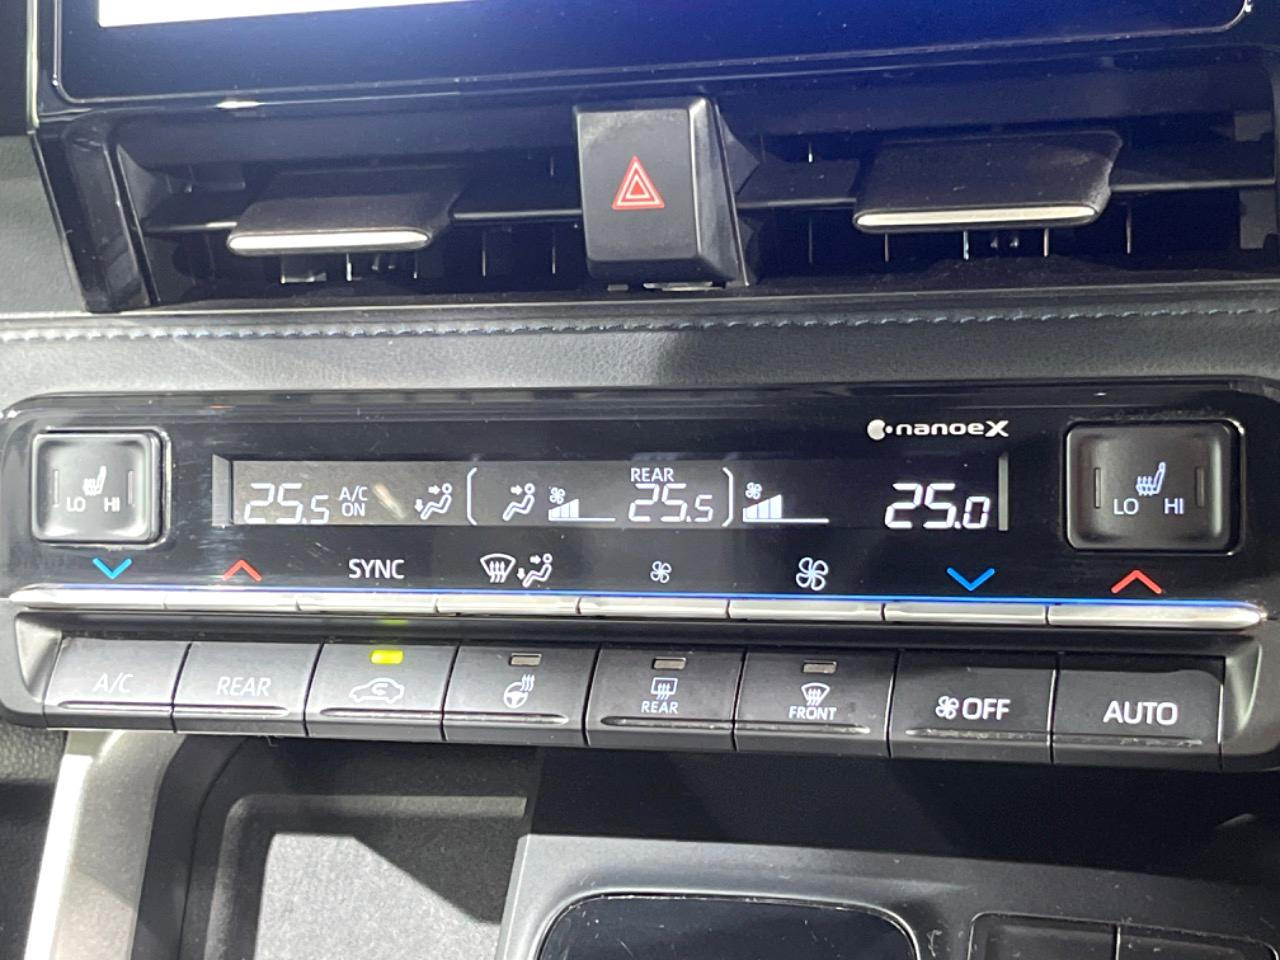 nanoeX
LO HI
25.5 A/C ON
REAR
25.5
25.0
LO HI
SYNC
A/C
REAR
REAR
FRONT
OFF
AUTO